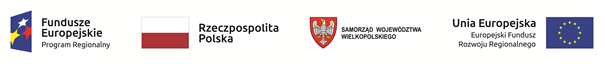 Fundusze
Europejskie
Program Regionalny
Rzeczpospolita
Polska
SAMORZĄD WOJEWÓDZTWA
WIELKOPOLSKIEGO
Unia Europejska
Europejski Fundusz
Rozwoju Regionalnego